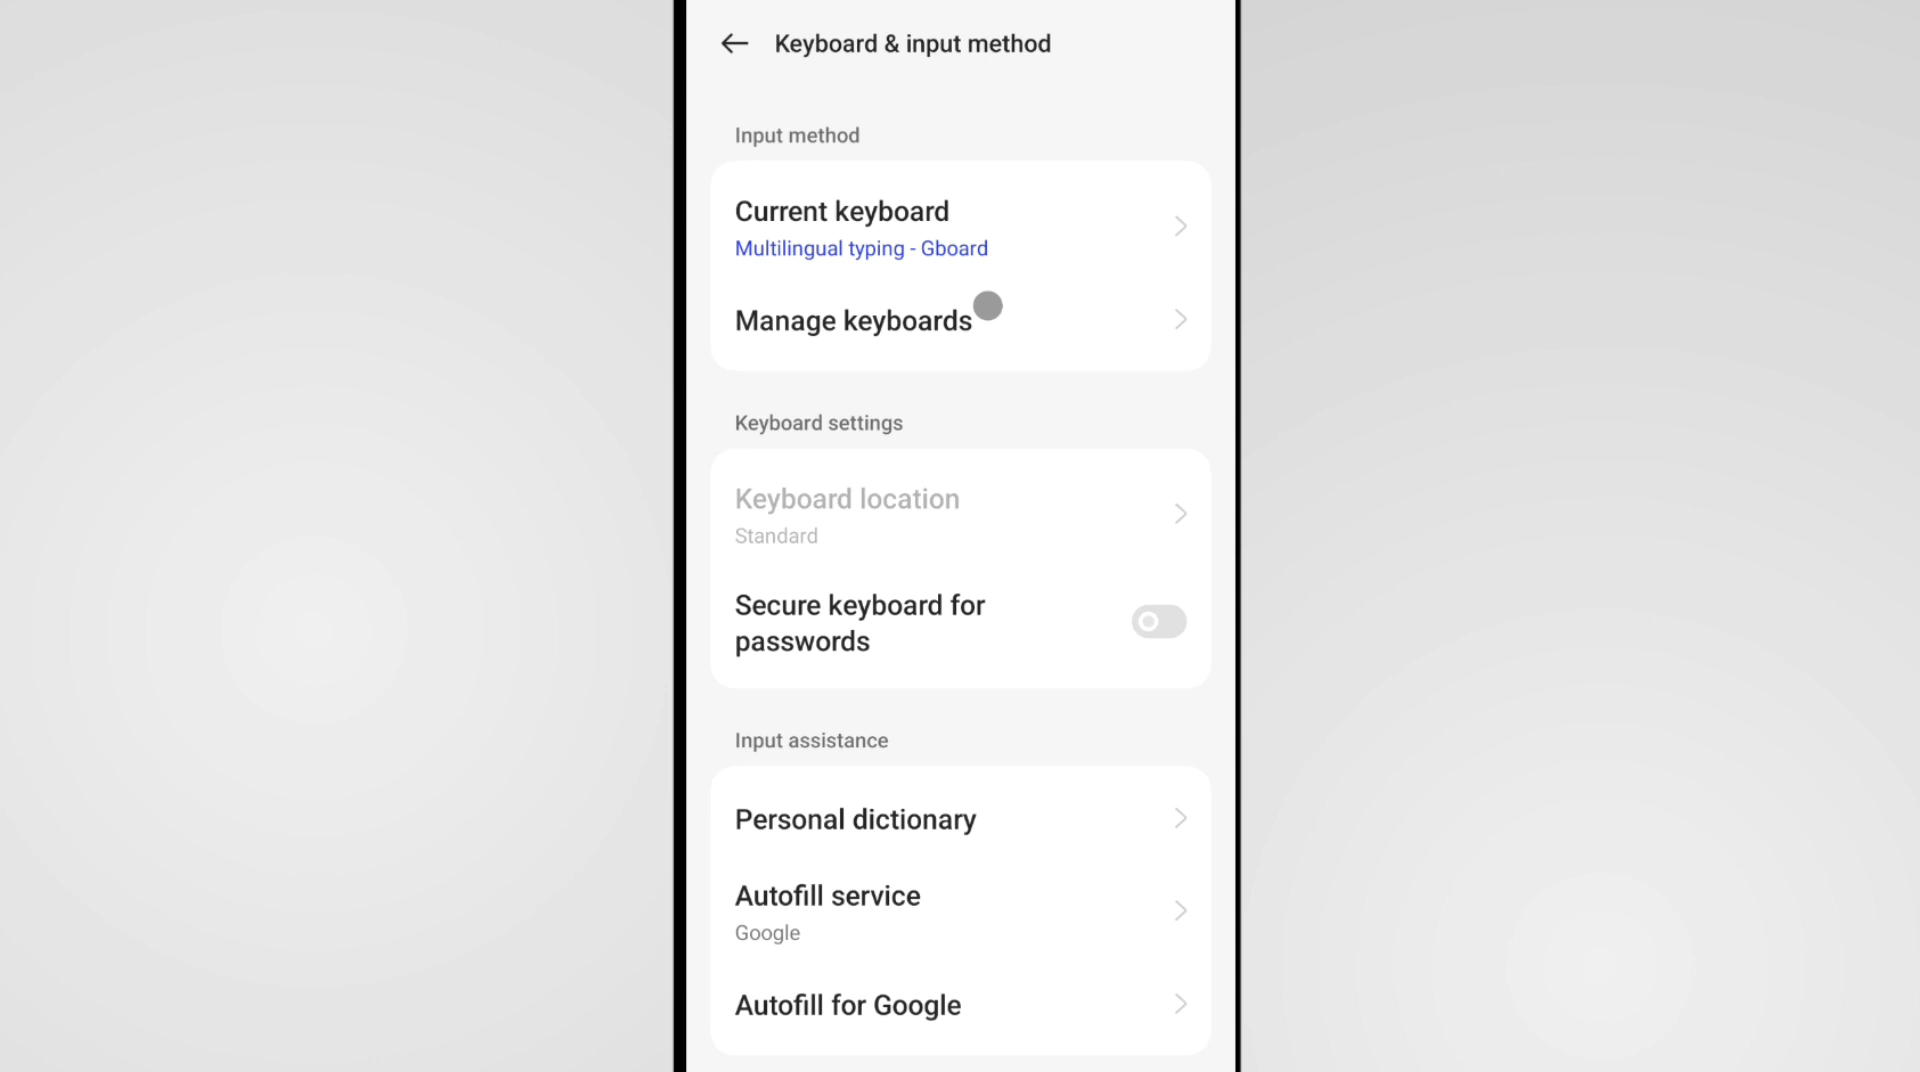 Keyboard & input method
Input method
Current keyboard
Multilingual typing - Gboard
Manage keyboards
Keyboard settings
Keyboard location
Standard
Secure keyboard for
passwords
Input assistance
Personal dictionary
Autofill service
Google
Autofill for Google